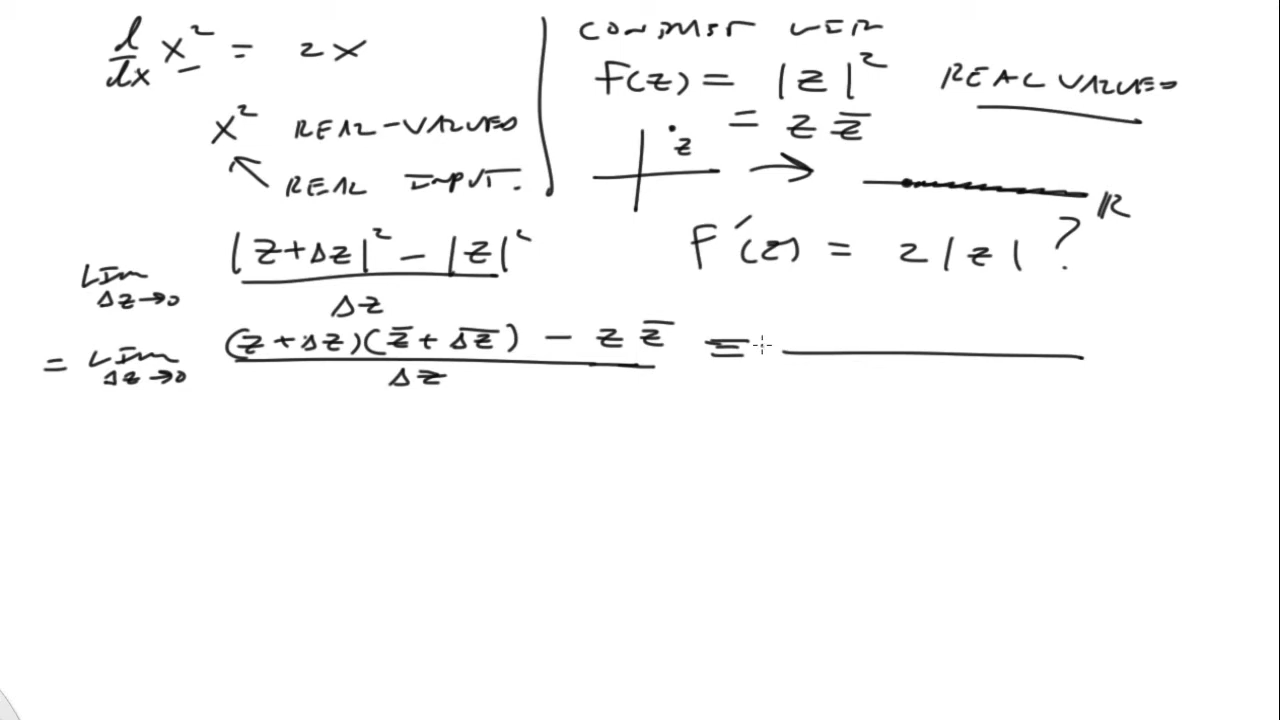 d/dx x² = 2x
x² REAL-VALUED
REAL INPUT.
F(z) = |z|² REAL VALUED
= z z̄
z
ℝ
F′(z) = 2|z| ?
Lim Δz→0 (|z+Δz|² − |z|²)/Δz
= Lim Δz→0 ((z+Δz)(z̄+Δz̄) − z z̄)/Δz =